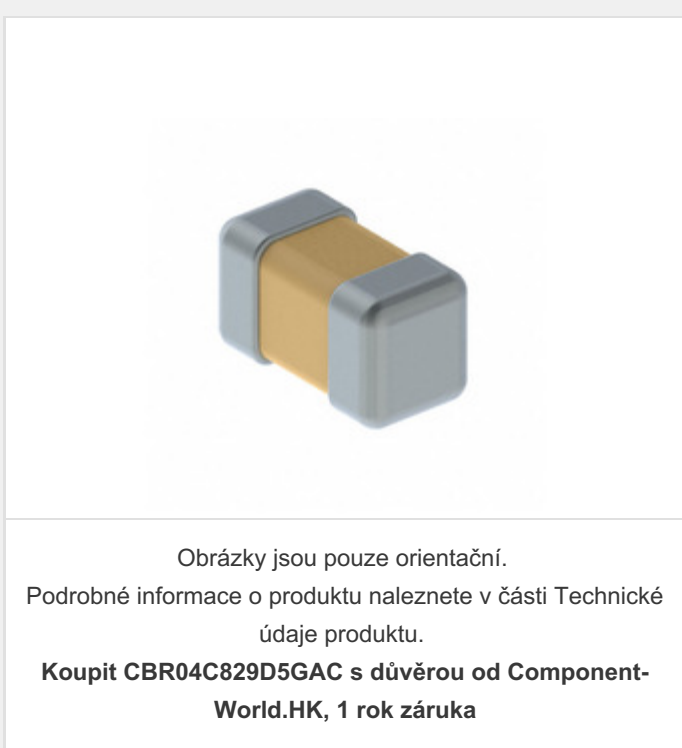 Obrázky jsou pouze orientační.
Podrobné informace o produktu naleznete v části Technické
údaje produktu.
Koupit CBR04C829D5GAC s důvěrou od Component-
World.HK, 1 rok záruka